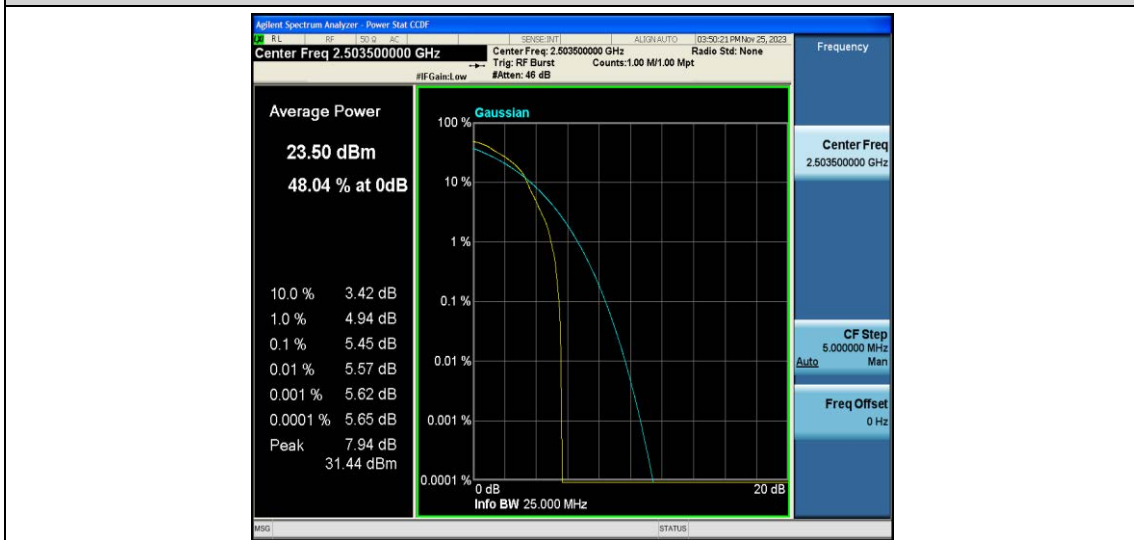 Agilent Spectrum Analyzer - Power Stat CCDF
RL RF 50 Ω AC SENSE:INT ALIGN AUTO 03:50:21 PM Nov 25, 2023
Center Freq 2.503500000 GHz
Center Freq: 2.503500000 GHz Radio Std: None
Trig: RF Burst Counts:1.00 M/1.00 Mpt
#IFGain:Low #Atten: 46 dB
Frequency
Average Power
23.50 dBm
48.04 % at 0dB
10.0 % 3.42 dB
1.0 % 4.94 dB
0.1 % 5.45 dB
0.01 % 5.57 dB
0.001 % 5.62 dB
0.0001 % 5.65 dB
Peak 7.94 dB
31.44 dBm
Gaussian
100 %
10 %
1 %
0.1 %
0.01 %
0.001 %
0.0001 %
0 dB 20 dB
Info BW 25.000 MHz
Center Freq
2.503500000 GHz
CF Step
5.000000 MHz
Auto Man
Freq Offset
0 Hz
MSG STATUS